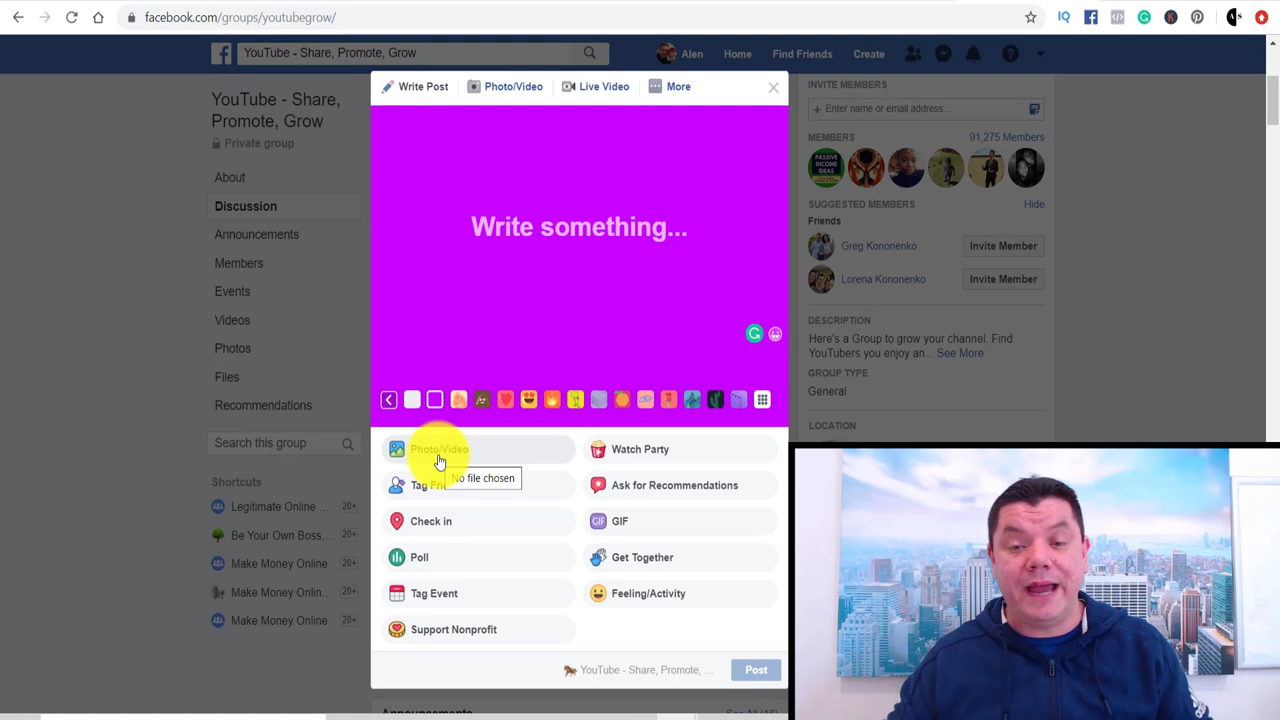 facebook.com/groups/youtubegrow/
YouTube - Share, Promote, Grow
Alen
Home
Find Friends
Create
YouTube - Share,
Promote, Grow
Private group
About
Discussion
Announcements
Members
Events
Videos
Photos
Files
Recommendations
Search this group
Shortcuts
Legitimate Online ...
20+
Be Your Own Boss,...
20+
Make Money Online
20+
Make Money Online
20+
Make Money Online
20+
Write Post
Photo/Video
Live Video
More
Write something...
Photo/Video
Watch Party
No file chosen
Tag
Ask for Recommendations
Check in
GIF
GIF
Poll
Get Together
Tag Event
Feeling/Activity
Support Nonprofit
YouTube - Share, Promote, ...
Post
INVITE MEMBERS
+ Enter name or email address...
MEMBERS
91,275 Members
PASSIVE
INCOME
IDEAS
SUGGESTED MEMBERS
Hide
Friends
Greg Kononenko
Invite Member
Lorena Kononenko
Invite Member
DESCRIPTION
Here's a Group to grow your channel. Find
YouTubers you enjoy an... See More
GROUP TYPE
General
LOCATION